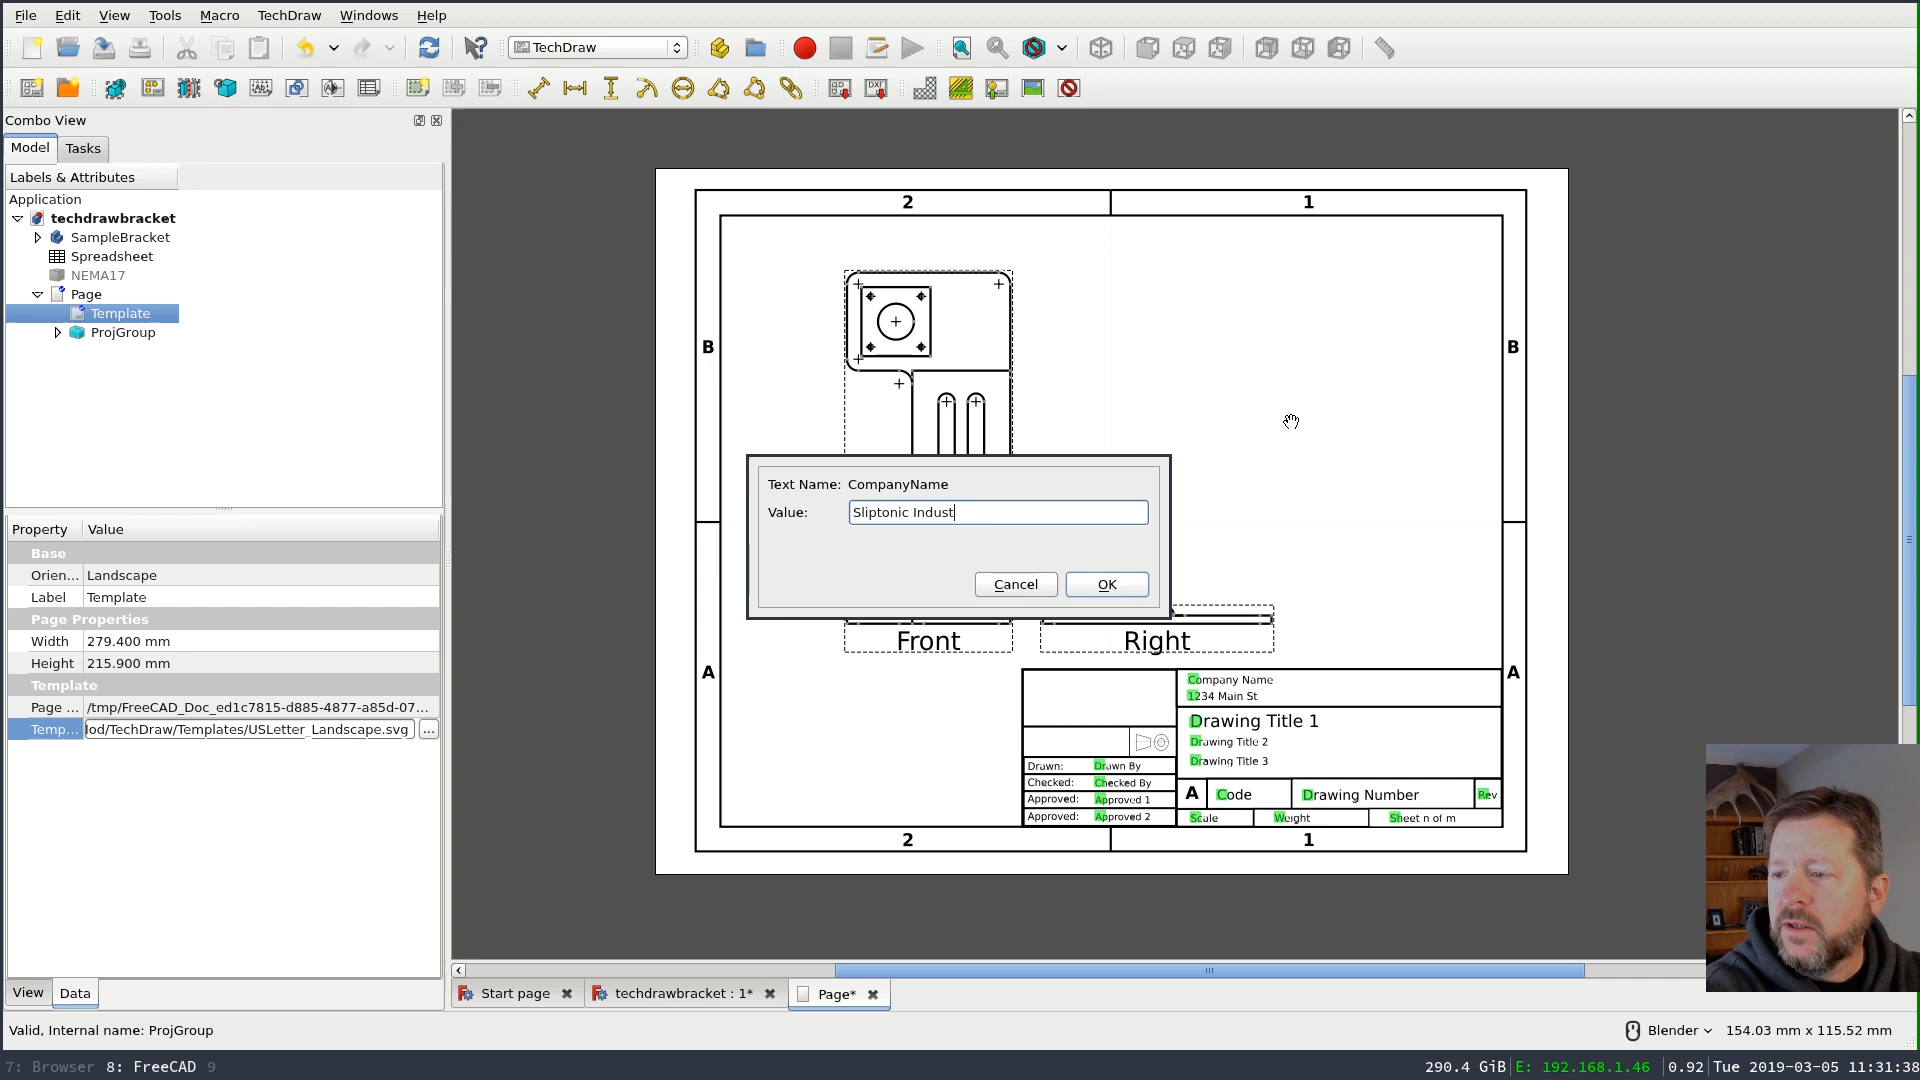 File Edit View Tools Macro TechDraw Windows Help
TechDraw
Combo View
Model Tasks
Labels & Attributes
Application
techdrawbracket
SampleBracket
Spreadsheet
NEMA17
Page
Template
ProjGroup
Property Value
Base
Orien... Landscape
Label Template
Page Properties
Width 279.400 mm
Height 215.900 mm
Template
Page ... /tmp/FreeCAD_Doc_ed1c7815-d885-4877-a85d-07...
Temp... lod/TechDraw/Templates/USLetter_Landscape.svg ...
View Data
2 1
B B
A A
2 1
Text Name: CompanyName
Value: Sliptonic Indust
Cancel OK
Front Right
Company Name
1234 Main St
Drawing Title 1
Drawing Title 2
Drawing Title 3
Drawn: Drawn By
Checked: Checked By
Approved: Approved 1
Approved: Approved 2
A Code Drawing Number Rev
Scale Weight Sheet n of m
Start page techdrawbracket : 1* Page*
Valid, Internal name: ProjGroup
Blender 154.03 mm x 115.52 mm
7: Browser 8: FreeCAD 9
290.4 GiB E: 192.168.1.46 0.92 Tue 2019-03-05 11:31:38